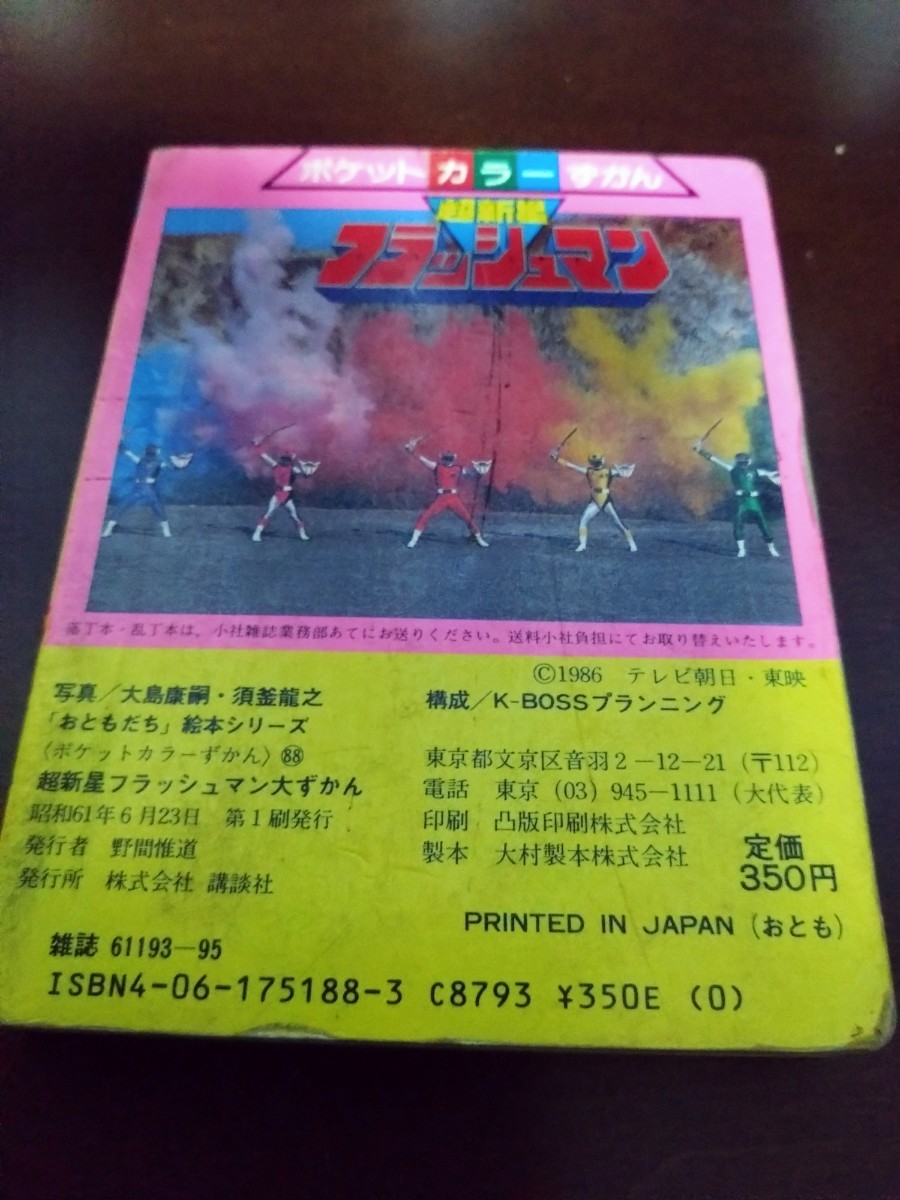 ポケットカラーずかん
超新星
フラッシュマン
落丁本・乱丁本は、小社雑誌業務部あてにお送りください。送料小社負担にてお取り替えいたします。
©1986 テレビ朝日・東映
写真/大島康嗣・須釜龍之
構成/K-BOSSプランニング
「おともだち」絵本シリーズ
〈ポケットカラーずかん〉88
超新星フラッシュマン大ずかん
昭和61年6月23日 第1刷発行
発行者 野間惟道
発行所 株式会社 講談社
東京都文京区音羽2-12-21(〒112)
電話 東京(03)945-1111(大代表)
印刷 凸版印刷株式会社
製本 大村製本株式会社
定価
350円
PRINTED IN JAPAN(おとも)
雑誌 61193-95
ISBN4-06-175188-3 C8793 ¥350E (0)